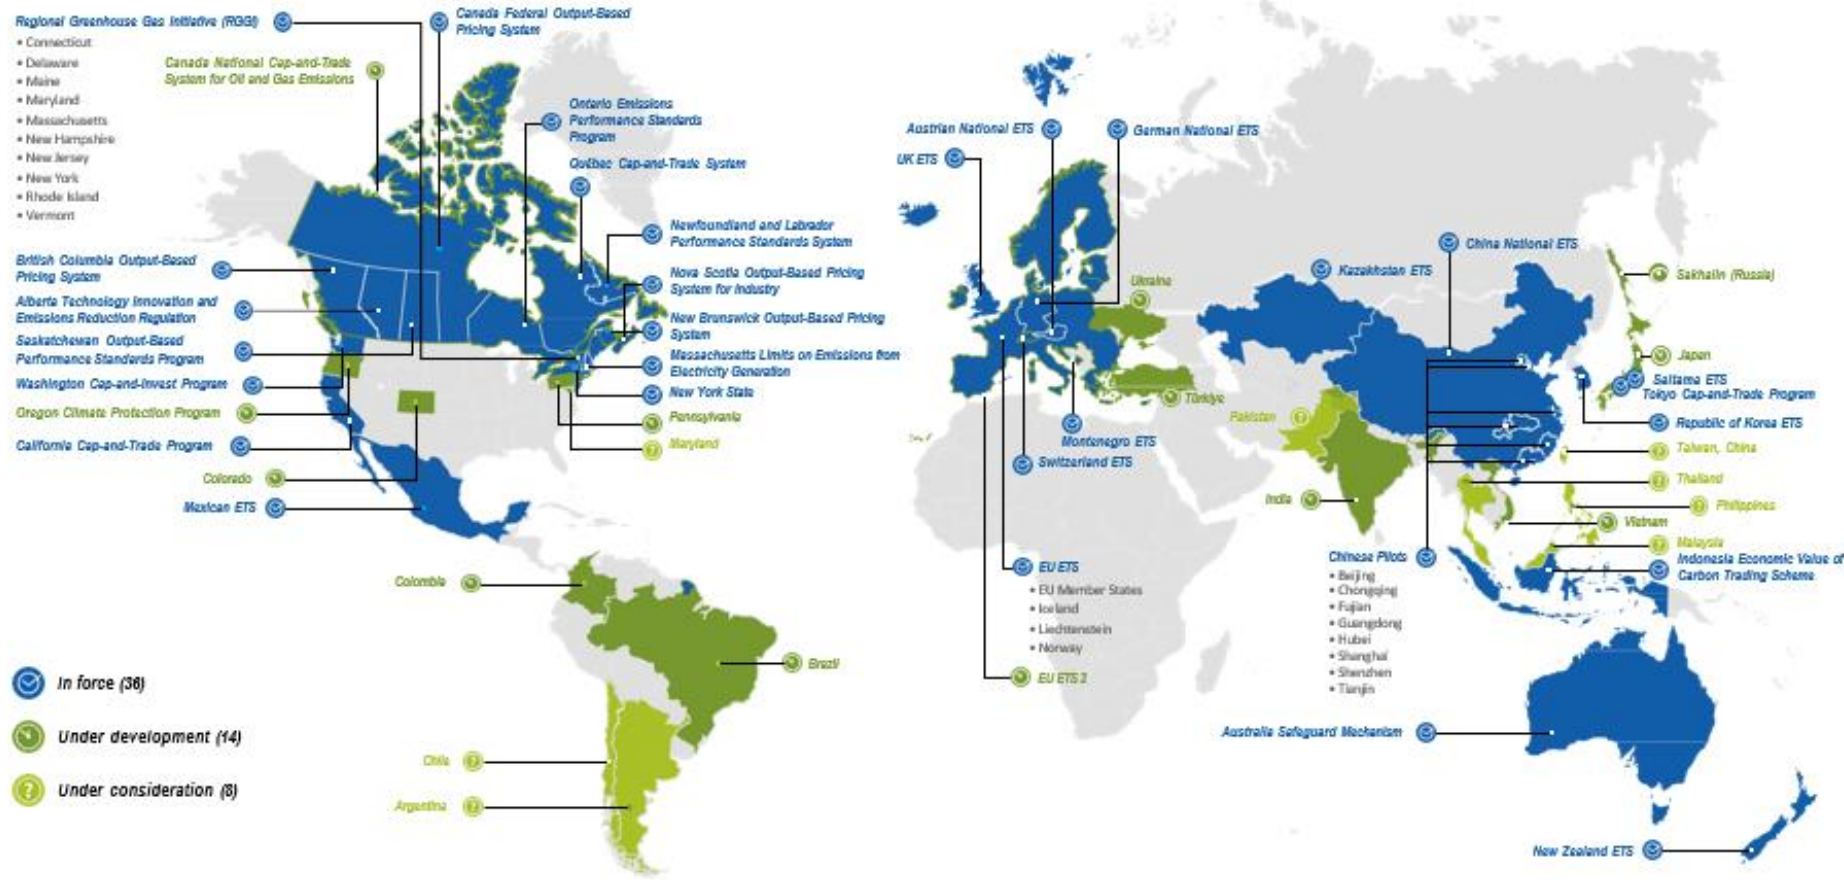 Regional Greenhouse Gas Initiative (RGGI)
• Connecticut
• Delaware
• Maine
• Maryland
• Massachusetts
• New Hampshire
• New Jersey
• New York
• Rhode Island
• Vermont
Canada Federal Output-Based
Pricing System
Canada National Cap-and-Trade
System for Oil and Gas Emissions
Ontario Emissions
Performance Standards
Program
Québec Cap-and-Trade System
Newfoundland and Labrador
Performance Standards System
Nova Scotia Output-Based Pricing
System for Industry
New Brunswick Output-Based Pricing
System
Massachusetts Limits on Emissions from
Electricity Generation
New York State
Pennsylvania
Maryland
British Columbia Output-Based
Pricing System
Alberta Technology Innovation and
Emissions Reduction Regulation
Saskatchewan Output-Based
Performance Standards Program
Washington Cap-and-Invest Program
Oregon Climate Protection Program
California Cap-and-Trade Program
Colorado
Mexican ETS
Colombia
Brazil
Chile
Argentina
In force (36)
Under development (14)
Under consideration (8)
Austrian National ETS
German National ETS
UK ETS
Ukraine
Türkiye
Montenegro ETS
Switzerland ETS
EU ETS
• EU Member States
• Iceland
• Liechtenstein
• Norway
EU ETS 2
Kazakhstan ETS
China National ETS
Sakhalin (Russia)
Japan
Saitama ETS
Tokyo Cap-and-Trade Program
Republic of Korea ETS
Taiwan, China
Thailand
Philippines
Vietnam
Malaysia
Indonesia Economic Value of
Carbon Trading Scheme
Pakistan
India
Chinese Pilots
• Beijing
• Chongqing
• Fujian
• Guangdong
• Hubei
• Shanghai
• Shenzhen
• Tianjin
Australia Safeguard Mechanism
New Zealand ETS